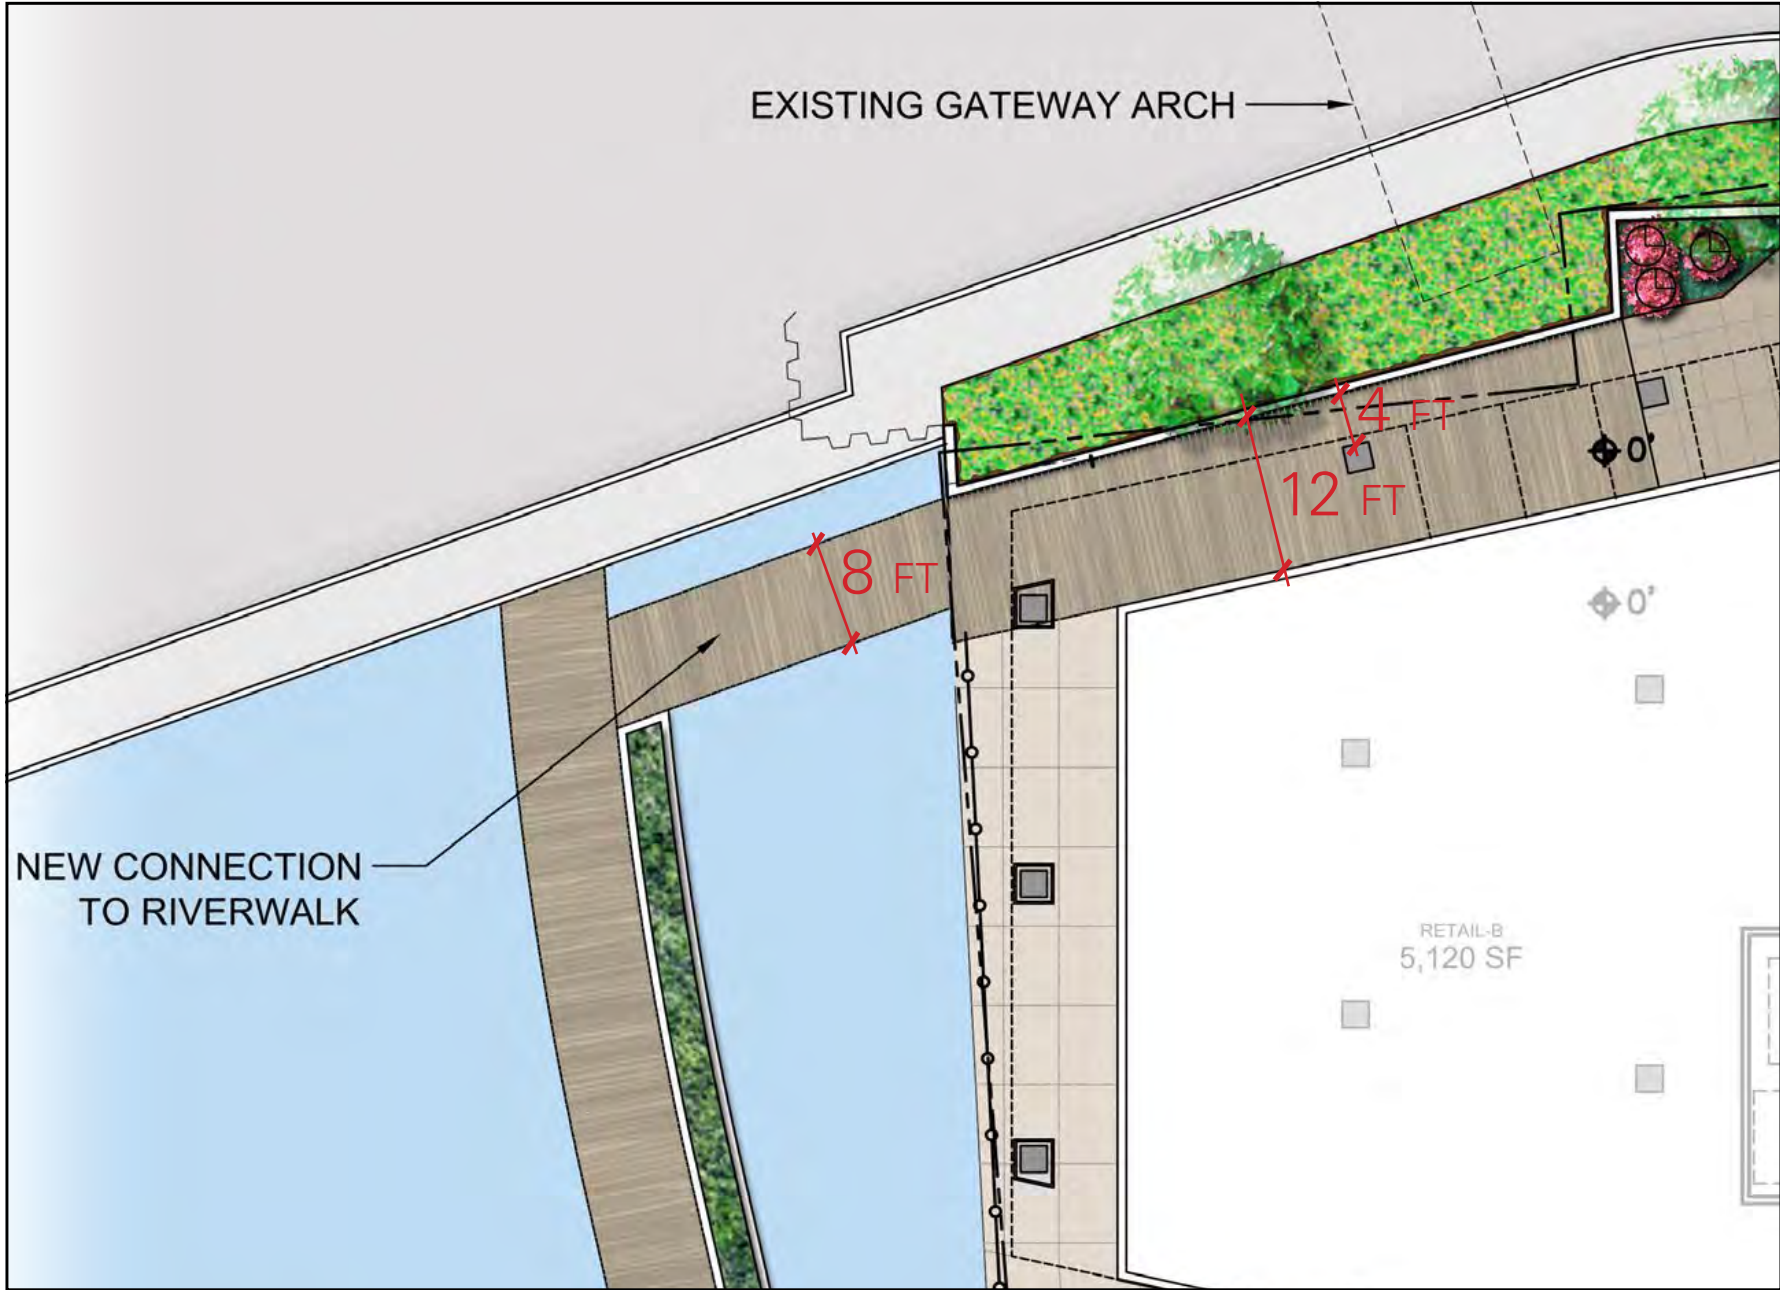 EXISTING GATEWAY ARCH
4 FT
0'
12 FT
8 FT
0'
NEW CONNECTION
TO RIVERWALK
RETAIL-B
5,120 SF